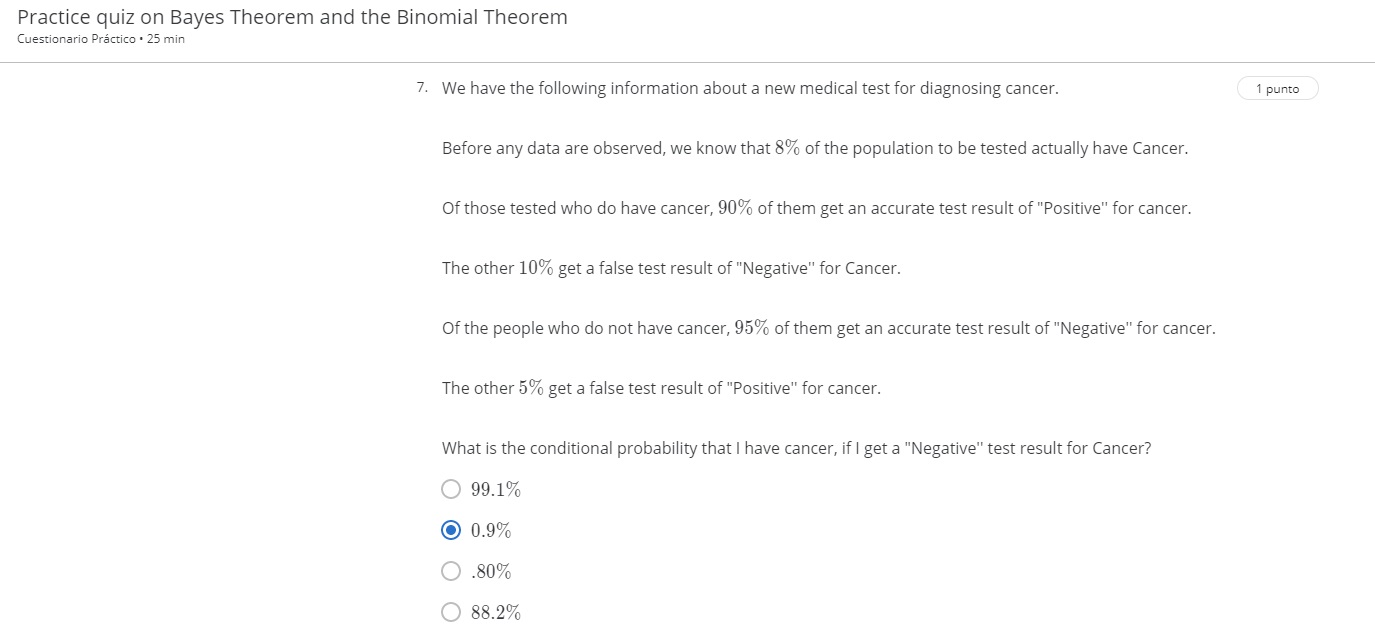 Practice quiz on Bayes Theorem and the Binomial Theorem
Cuestionario Práctico • 25 min
7. We have the following information about a new medical test for diagnosing cancer.
1 punto
Before any data are observed, we know that 8% of the population to be tested actually have Cancer.
Of those tested who do have cancer, 90% of them get an accurate test result of "Positive" for cancer.
The other 10% get a false test result of "Negative" for Cancer.
Of the people who do not have cancer, 95% of them get an accurate test result of "Negative" for cancer.
The other 5% get a false test result of "Positive" for cancer.
What is the conditional probability that I have cancer, if I get a "Negative" test result for Cancer?
99.1%
0.9%
.80%
88.2%